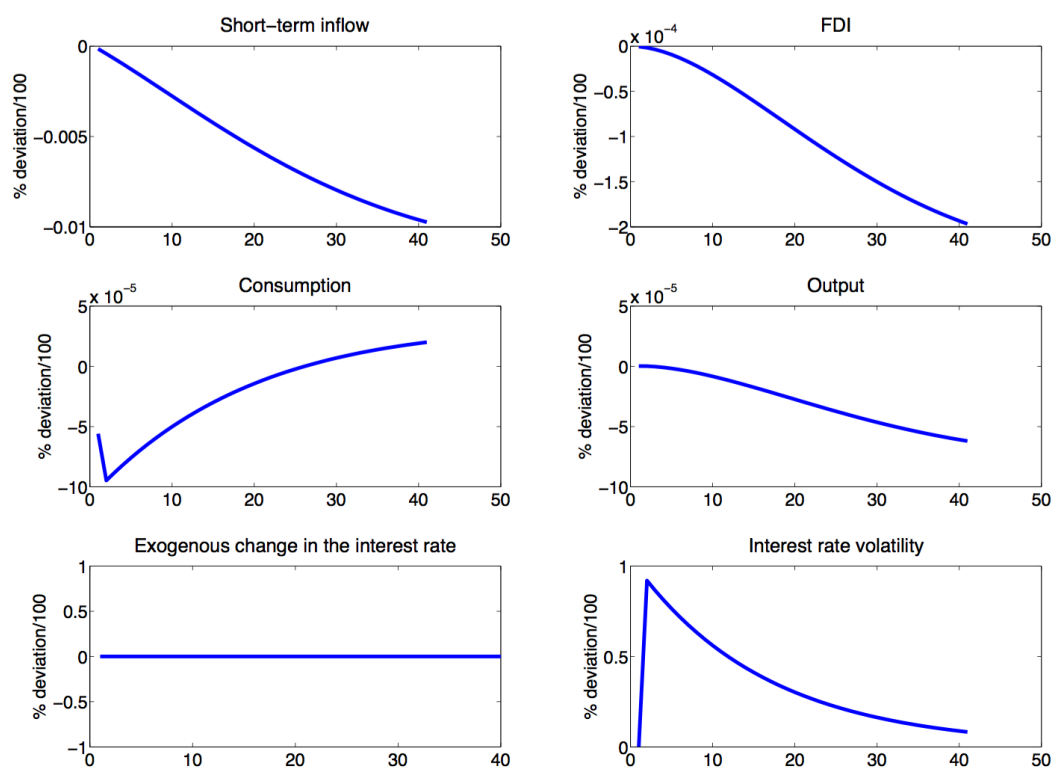 Short−term inflow
% deviation/100
0
−0.005
−0.01
0 10 20 30 40 50
FDI
x 10−4
% deviation/100
0
−0.5
−1
−1.5
−2
0 10 20 30 40 50
Consumption
x 10−5
% deviation/100
5
0
−5
−10
0 10 20 30 40 50
Output
x 10−5
% deviation/100
5
0
−5
−10
0 10 20 30 40 50
Exogenous change in the interest rate
% deviation/100
1
0.5
0
−0.5
−1
0 10 20 30 40
Interest rate volatility
% deviation/100
1
0.5
0
0 10 20 30 40 50